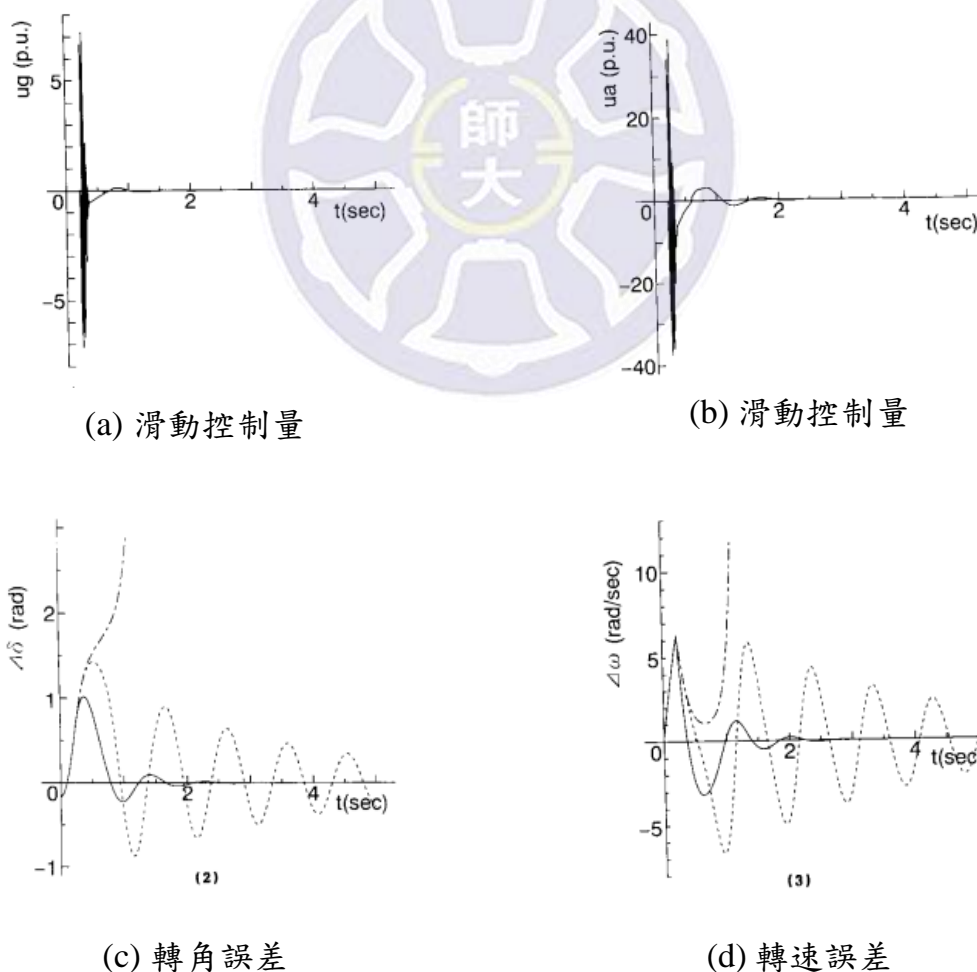 ug (p.u.)
5
0
-5
2
4
t(sec)
ua (p.u.)
40
20
0
-20
-40
2
4
t(sec)
師
大
(a) 滑動控制量
(b) 滑動控制量
Δδ (rad)
2
1
0
-1
2
4
t(sec)
(2)
Δω (rad/sec)
10
5
0
-5
2
4
t(sec)
(3)
(c) 轉角誤差
(d) 轉速誤差